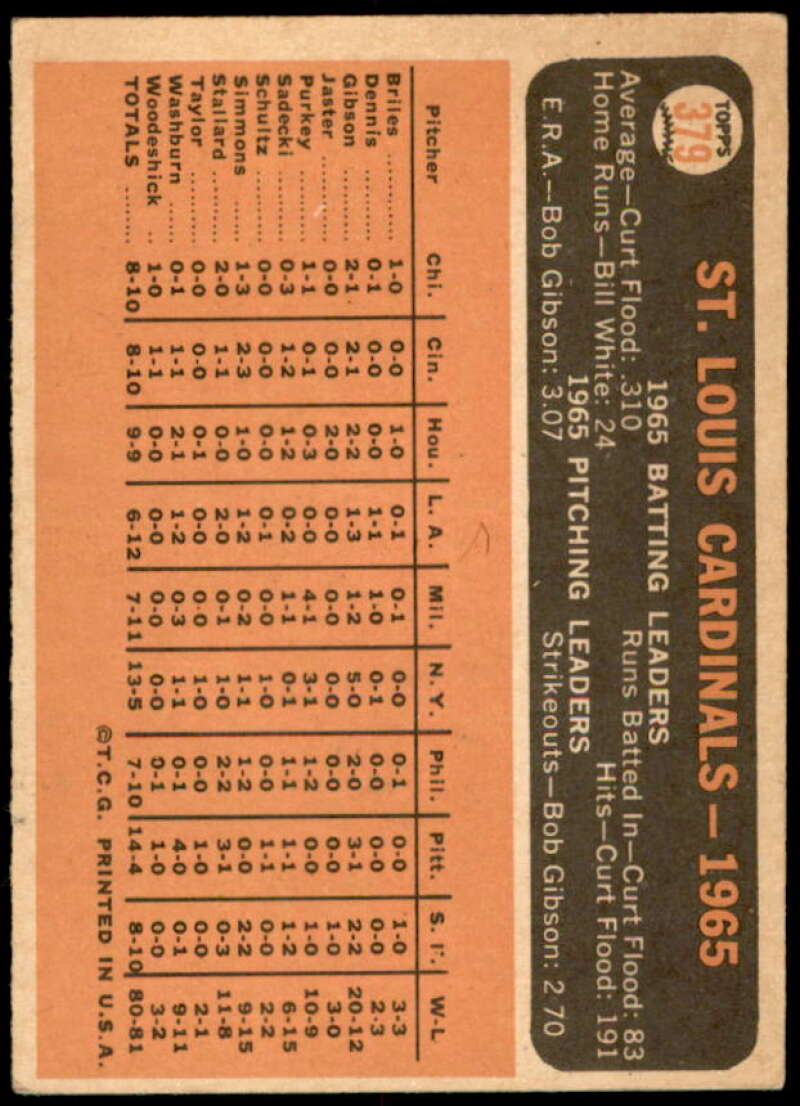 TOPPS
379
ST. LOUIS CARDINALS—1965
1965 BATTING LEADERS
Average—Curt Flood: .310 Runs Batted In—Curt Flood: 83
Home Runs—Bill White: 24 Hits—Curt Flood: 191
1965 PITCHING LEADERS
E.R.A.—Bob Gibson: 3.07 Strikeouts—Bob Gibson: 2 70
Pitcher Chi. Cin. Hou. L.A. Mil. N.Y. Phil. Pitt. S.F. W-L
Briles ........... 1-0 0-0 1-0 0-1 0-1 0-0 0-1 0-0 1-0 3-3
Dennis .......... 0-1 0-0 0-0 1-1 1-0 0-1 0-0 0-0 0-0 2-3
Gibson .......... 2-1 2-1 2-2 1-3 1-2 5-0 2-0 3-1 2-2 20-12
Jaster ........... 0-0 0-0 2-0 0-0 0-0 0-0 0-0 0-0 1-0 3-0
Purkey .......... 1-1 0-1 0-3 0-0 4-1 3-1 1-2 0-0 1-0 10-9
Sadecki ......... 0-3 1-2 1-2 0-2 1-1 0-1 1-1 1-1 1-2 6-15
Schultz ......... 0-0 0-0 0-0 0-1 0-0 1-0 0-0 1-1 0-0 2-2
Simmons ...... 1-3 2-3 1-0 1-2 0-2 1-1 1-2 0-0 2-2 9-15
Stallard ........ 2-0 1-1 0-0 2-0 0-1 1-0 2-2 3-1 0-3 11-8
Taylor ........... 0-0 0-0 0-1 0-0 0-0 1-0 0-0 1-0 0-0 2-1
Washburn ...... 0-1 1-1 2-1 1-2 0-3 1-1 0-1 4-0 0-1 9-11
Woodeshick .. 1-0 1-1 0-0 0-0 0-0 0-0 0-1 1-0 0-0 3-2
TOTALS ........ 8-10 8-10 9-9 6-12 7-11 13-5 7-10 14-4 8-10 80-81
©T.C.G. PRINTED IN U.S.A.